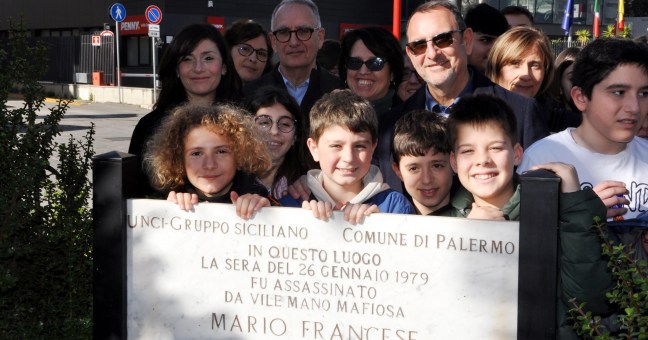 PENNY.
UNCI-GRUPPO SICILIANO COMUNE DI PALERMO
IN QUESTO LUOGO
LA SERA DEL 26 GENNAIO 1979
FU ASSASSINATO
DA VILE MANO MAFIOSA
MARIO FRANCESE